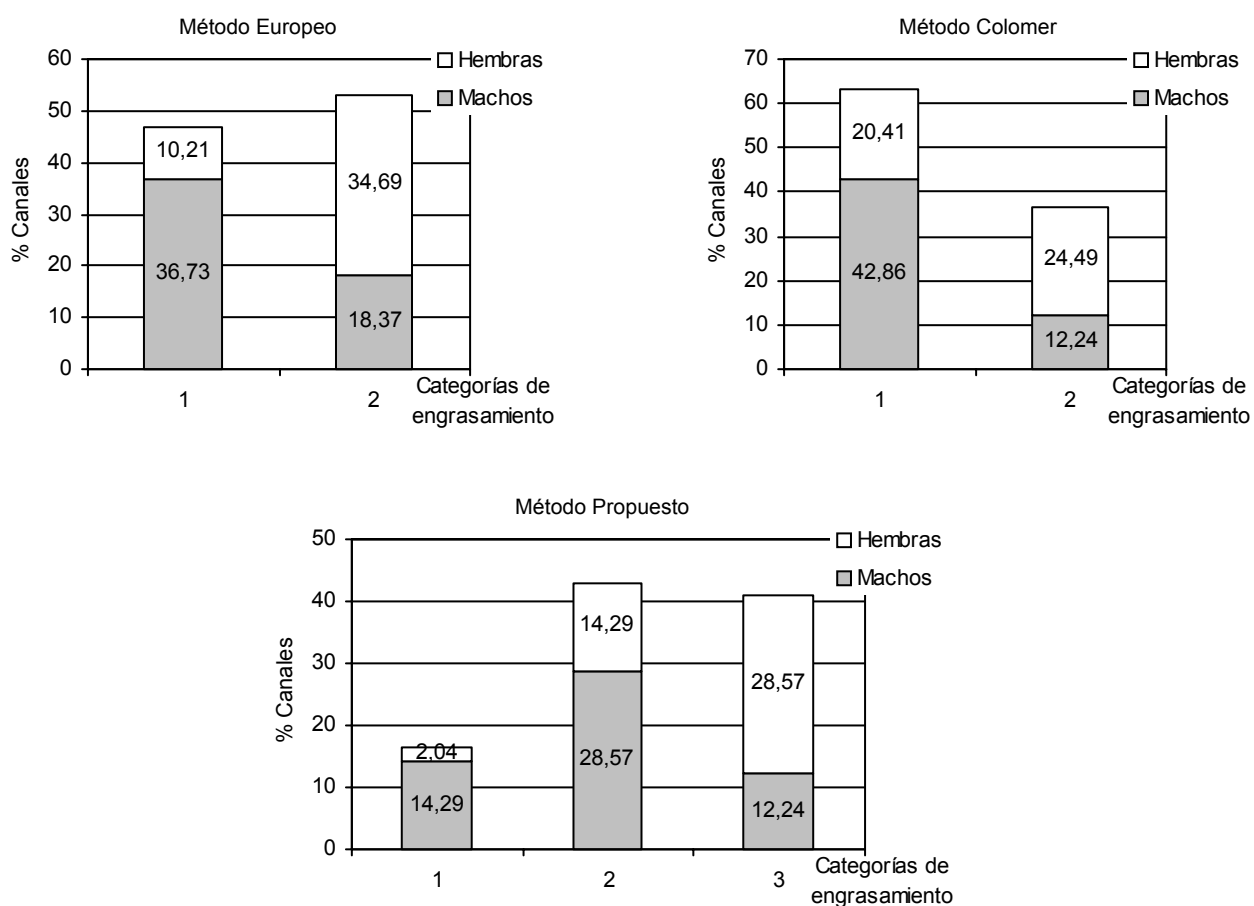 Método Europeo
60
50
40
30
20
10
0
% Canales
Hembras
Machos
10,21
36,73
34,69
18,37
1
2
Categorías de
engrasamiento
Método Colomer
70
60
50
40
30
20
10
0
% Canales
Hembras
Machos
20,41
42,86
24,49
12,24
1
2
Categorías de
engrasamiento
Método Propuesto
50
40
30
20
10
0
% Canales
Hembras
Machos
2,04
14,29
14,29
28,57
28,57
12,24
1
2
3
Categorías de
engrasamiento